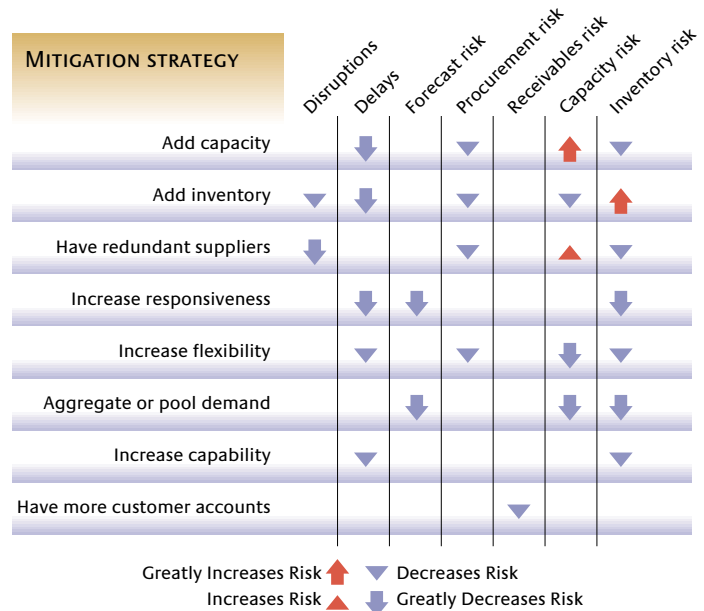 MITIGATION STRATEGY
Disruptions
Delays
Forecast risk
Procurement risk
Receivables risk
Capacity risk
Inventory risk
Add capacity
Add inventory
Have redundant suppliers
Increase responsiveness
Increase flexibility
Aggregate or pool demand
Increase capability
Have more customer accounts
Greatly Increases Risk Decreases Risk
Increases Risk Greatly Decreases Risk